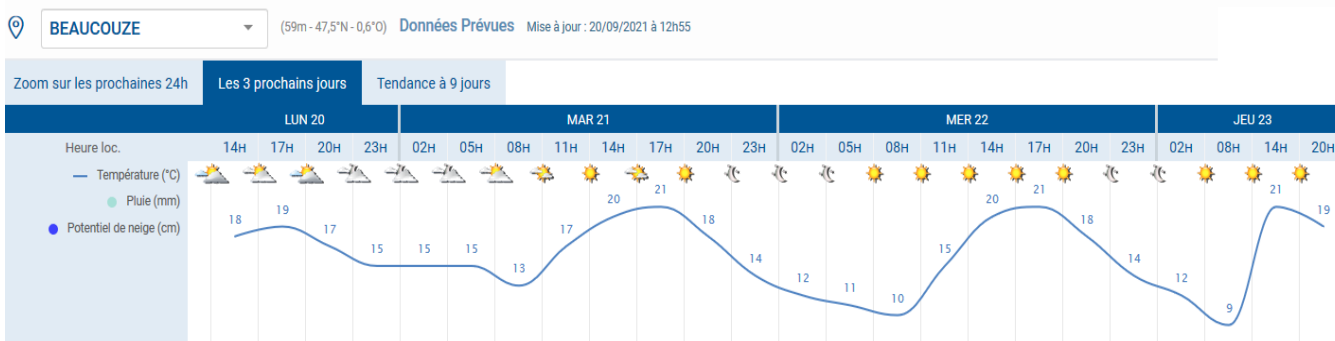 BEAUCOUZE (59m - 47,5°N - 0,6°O) Données Prévues Mise à jour : 20/09/2021 à 12h55
Zoom sur les prochaines 24h Les 3 prochains jours Tendance à 9 jours
LUN 20 MAR 21 MER 22 JEU 23
Heure loc. 14H 17H 20H 23H 02H 05H 08H 11H 14H 17H 20H 23H 02H 05H 08H 11H 14H 17H 20H 23H 02H 08H 14H 20H
Température (°C)
Pluie (mm)
Potentiel de neige (cm)
18 19 17 15 15 15 13 17 20 21 18 14 12 11 10 15 20 21 18 14 12 9 21 19